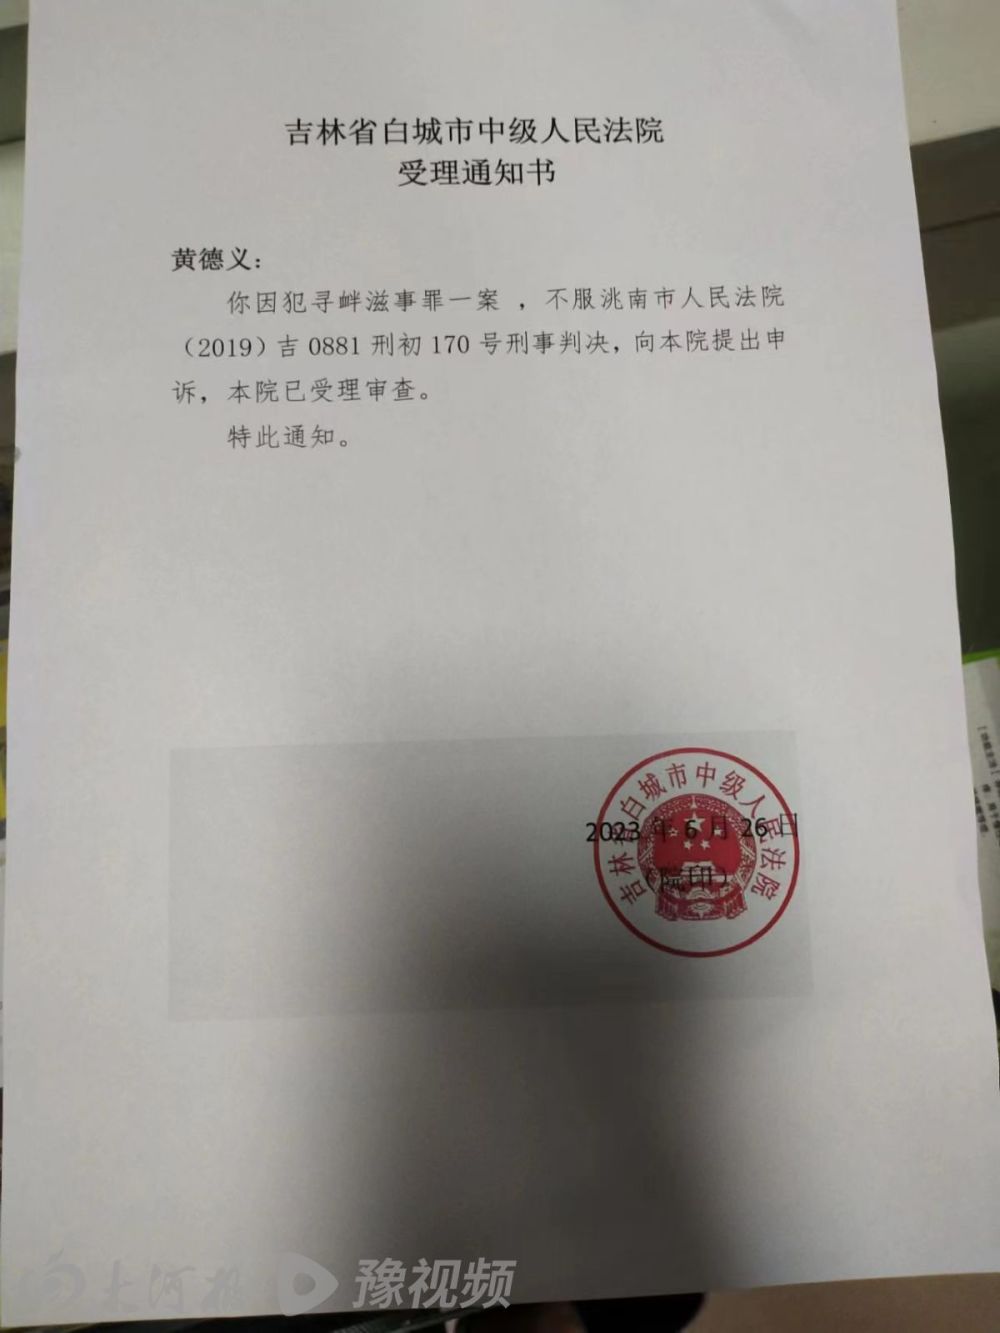 吉林省白城市中级人民法院
受理通知书
黄德义：
你因犯寻衅滋事罪一案 ，不服洮南市人民法院
（2019）吉 0881 刑初 170 号刑事判决，向本院提出申
诉，本院已受理审查。
特此通知。
吉林省白城市中级人民法院
2023 年 6 月 26 日
（院印）
大河报
豫视频